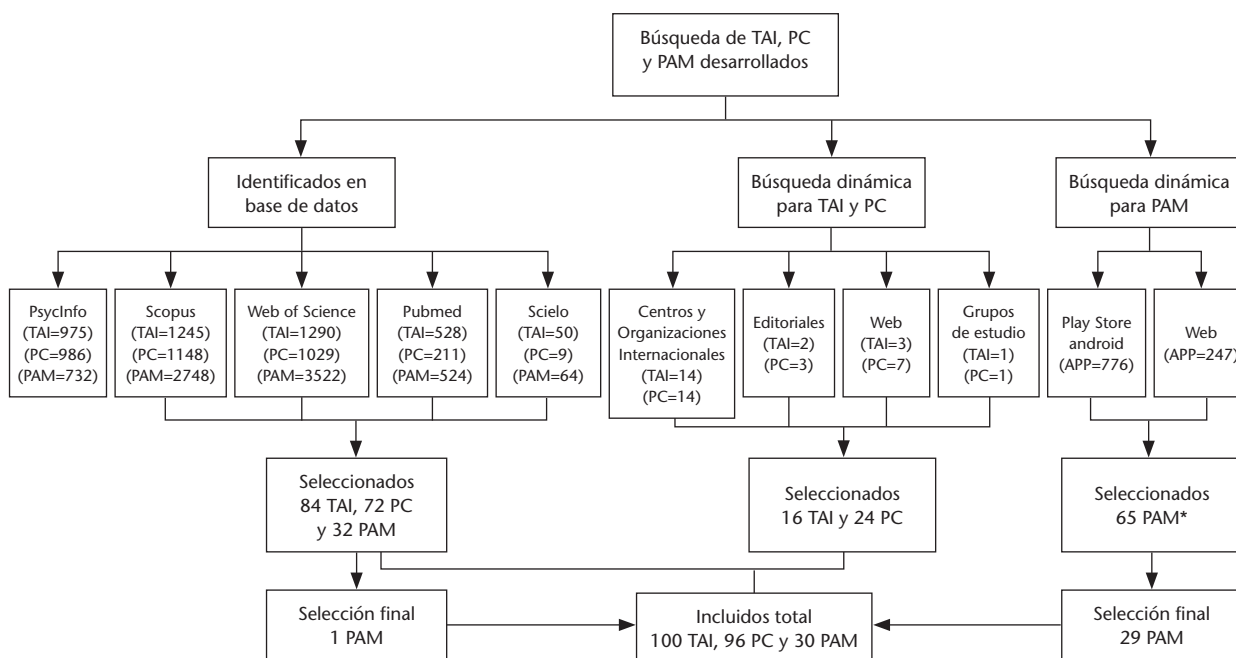 Búsqueda de TAI, PC
y PAM desarrollados
Identificados en
base de datos
Búsqueda dinámica
para TAI y PC
Búsqueda dinámica
para PAM
PsycInfo
(TAI=975)
(PC=986)
(PAM=732)
Scopus
(TAI=1245)
(PC=1148)
(PAM=2748)
Web of Science
(TAI=1290)
(PC=1029)
(PAM=3522)
Pubmed
(TAI=528)
(PC=211)
(PAM=524)
Scielo
(TAI=50)
(PC=9)
(PAM=64)
Centros y
Organizaciones
Internacionales
(TAI=14)
(PC=14)
Editoriales
(TAI=2)
(PC=3)
Web
(TAI=3)
(PC=7)
Grupos
de estudio
(TAI=1)
(PC=1)
Play Store
android
(APP=776)
Web
(APP=247)
Seleccionados
84 TAI, 72 PC
y 32 PAM
Seleccionados
16 TAI y 24 PC
Seleccionados
65 PAM*
Selección final
1 PAM
Incluidos total
100 TAI, 96 PC y 30 PAM
Selección final
29 PAM